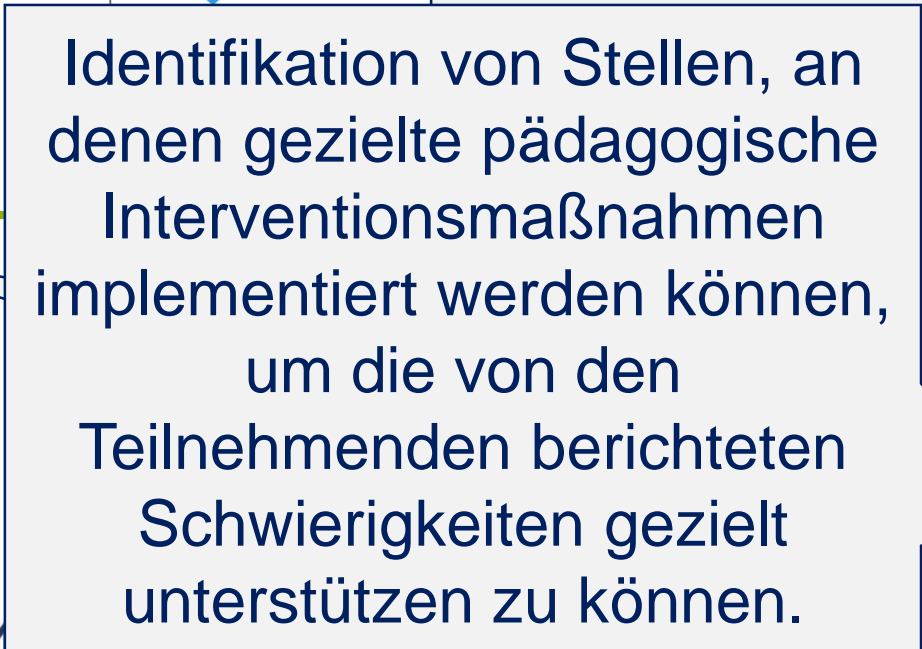 Identifikation von Stellen, an
denen gezielte pädagogische
Interventionsmaßnahmen
implementiert werden können,
um die von den
Teilnehmenden berichteten
Schwierigkeiten gezielt
unterstützen zu können.